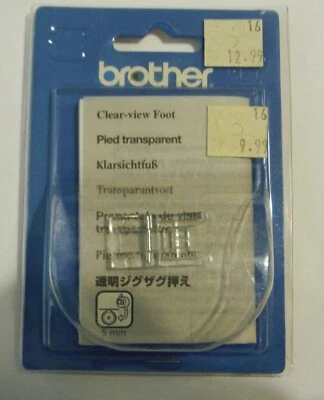 16
12.99
brother
16
9.99
Clear-view Foot
Pied transparent
Klarsichtfuß
Transparantvoet
透明ジグザグ押え
5 mm